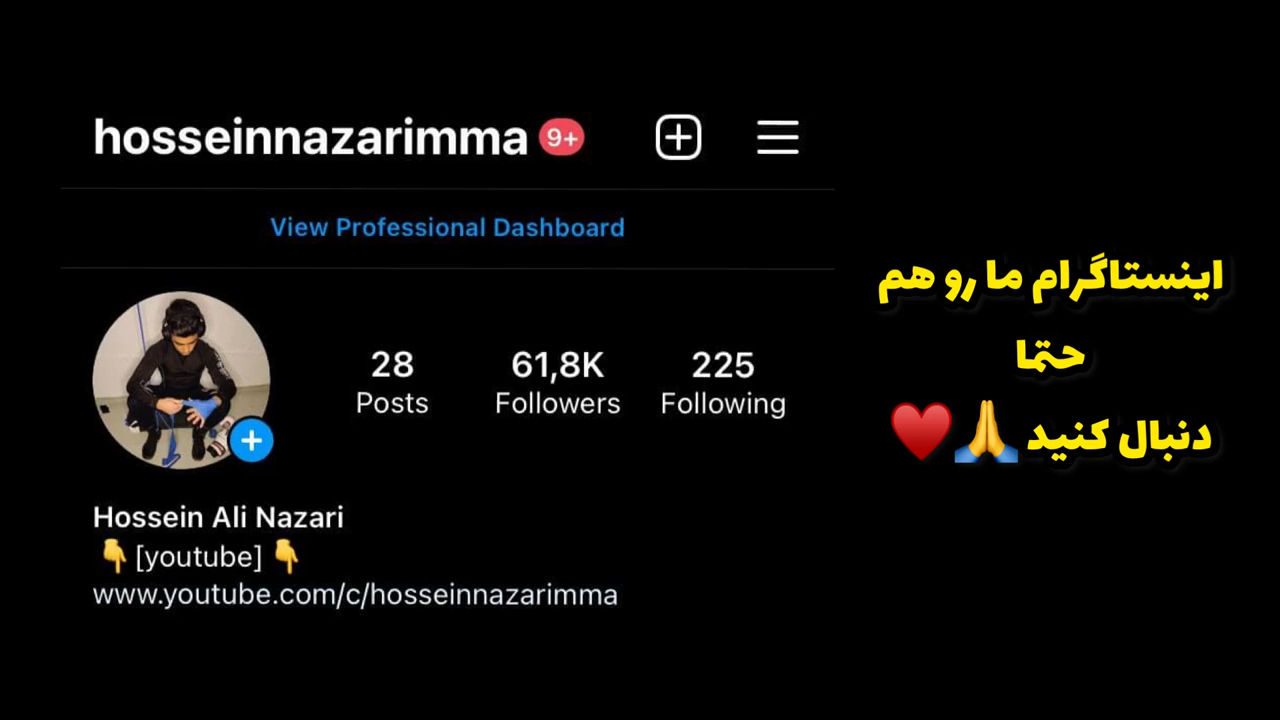 hosseinnazarimma 9+
View Professional Dashboard
28 61,8K 225
Posts Followers Following
Hossein Ali Nazari
👇 [youtube] 👇
www.youtube.com/c/hosseinnazarimma
اینستاگرام ما رو هم
حتما
دنبال کنید 🙏♥️